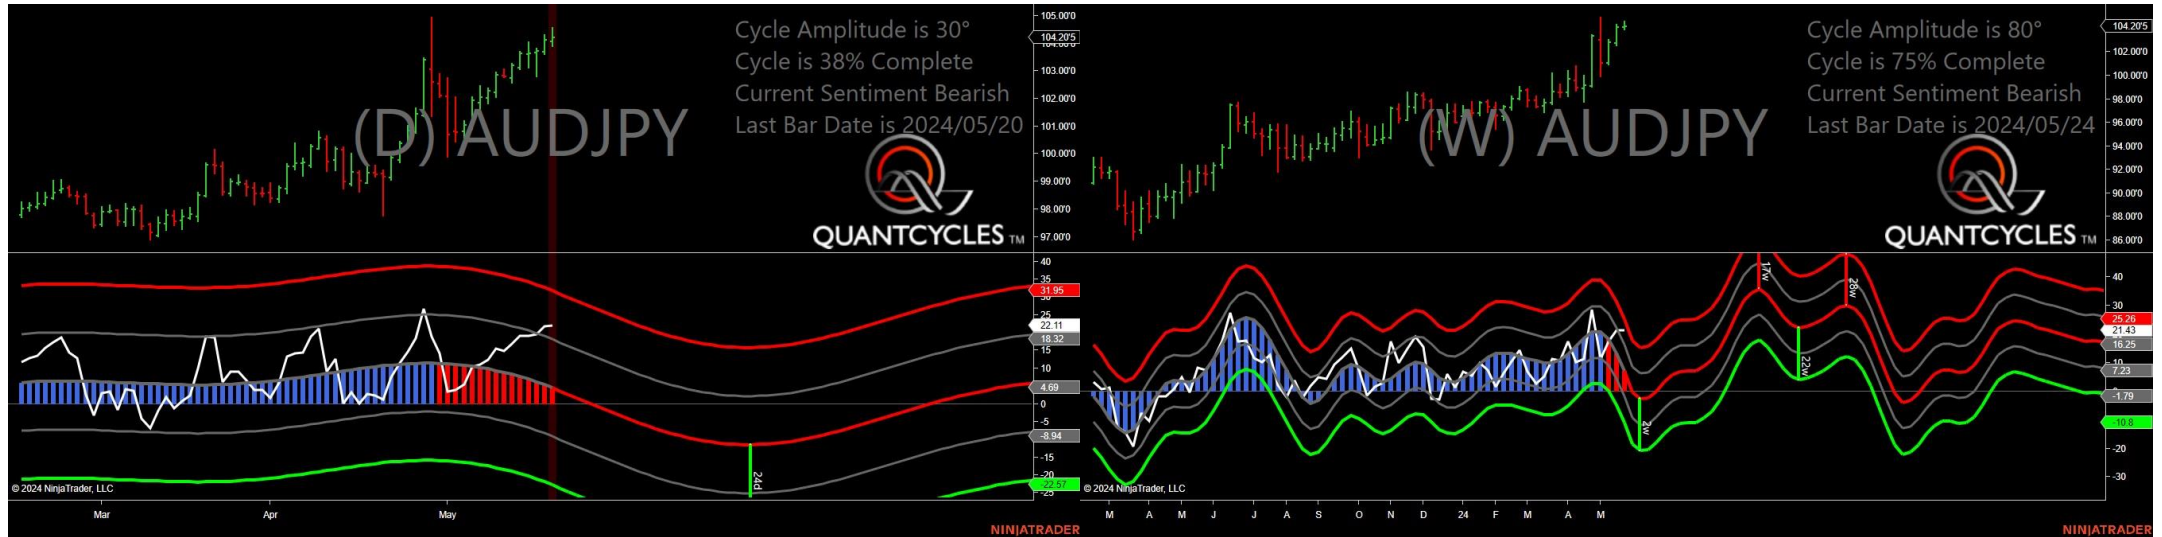 Cycle Amplitude is 30°
Cycle is 38% Complete
Current Sentiment Bearish
Last Bar Date is 2024/05/20
(D) AUDJPY
QUANTCYCLES TM
105.00'0
104.20'5
104.00'0
103.00'0
102.00'0
101.00'0
100.00'0
99.00'0
98.00'0
97.00'0
40
35
31.95
25
22.11
18.32
15
10
4.69
0
-5
-8.94
-15
-20
-22.57
-25
24d
© 2024 NinjaTrader, LLC
Mar
Apr
May
NINJATRADER
Cycle Amplitude is 80°
Cycle is 75% Complete
Current Sentiment Bearish
Last Bar Date is 2024/05/24
(W) AUDJPY
QUANTCYCLES TM
104.20'5
102.00'0
100.00'0
98.00'0
96.00'0
94.00'0
92.00'0
90.00'0
88.00'0
86.00'0
17w
28w
22w
2w
40
30
25.26
21.43
16.25
10
7.23
-1.79
-10.8
-20
-30
© 2024 NinjaTrader, LLC
M A M J J A S O N D 24 F M A M
NINJATRADER